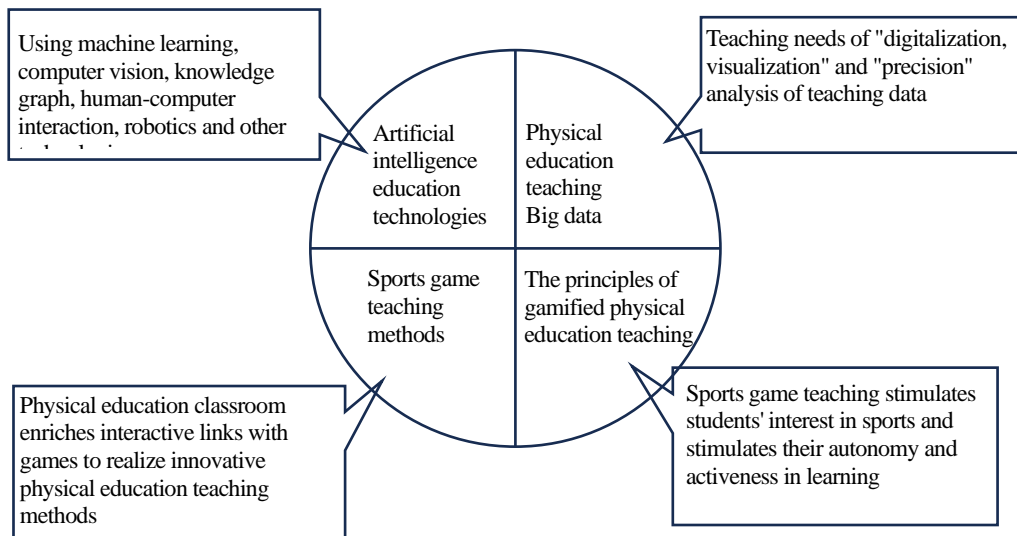 Using machine learning,
computer vision, knowledge
graph, human-computer
interaction, robotics and other
Teaching needs of "digitalization,
visualization" and "precision"
analysis of teaching data
Artificial
intelligence
education
technologies
Physical
education
teaching
Big data
Sports game
teaching
methods
The principles of
gamified physical
education teaching
Physical education classroom
enriches interactive links with
games to realize innovative
physical education teaching
methods
Sports game teaching stimulates
students' interest in sports and
stimulates their autonomy and
activeness in learning